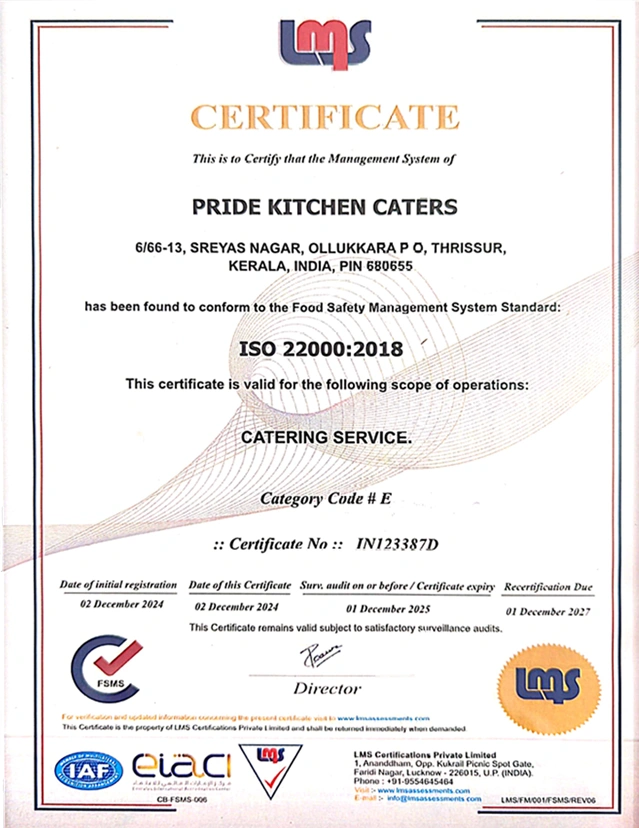 LMS
CERTIFICATE
This is to Certify that the Management System of
PRIDE KITCHEN CATERS
6/66-13, SREYAS NAGAR, OLLUKKARA P O, THRISSUR,
KERALA, INDIA, PIN 680655
has been found to conform to the Food Safety Management System Standard:
ISO 22000:2018
This certificate is valid for the following scope of operations:
CATERING SERVICE.
Category Code # E
:: Certificate No :: IN123387D
Date of initial registration Date of this Certificate Surv. audit on or before / Certificate expiry Recertification Due
02 December 2024 02 December 2024 01 December 2025 01 December 2027
This Certificate remains valid subject to satisfactory surveillance audits.
FSMS
Director
LMS
For verification and updated information concerning the present certificate visit to www.lmsassessments.com
This Certificate is the property of LMS Certifications Private Limited and shall be returned immediately when demanded
IAF
eiaci
CB-FSMS-006
LMS
LMS Certifications Private Limited
1, Ananddham, Opp. Kukrail Picnic Spot Gate,
Faridi Nagar, Lucknow - 226015, U.P. (INDIA).
Phone : +91-9554645464
Visit :- www.lmsassessments.com
E-mail :- info@lmsassessments.com
LMS/FM/001/FSMS/REV06